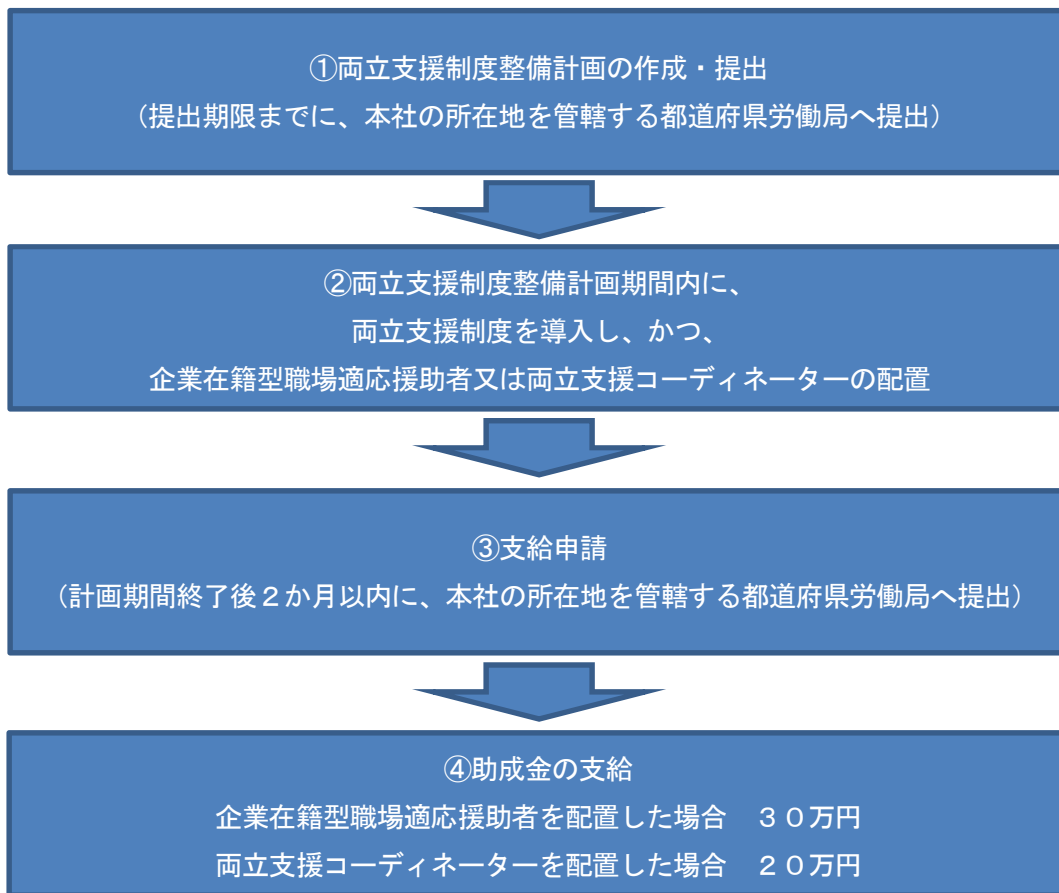 ①両立支援制度整備計画の作成・提出
（提出期限までに、本社の所在地を管轄する都道府県労働局へ提出）
②両立支援制度整備計画期間内に、
両立支援制度を導入し、かつ、
企業在籍型職場適応援助者又は両立支援コーディネーターの配置
③支給申請
（計画期間終了後２か月以内に、本社の所在地を管轄する都道府県労働局へ提出）
④助成金の支給
企業在籍型職場適応援助者を配置した場合　３０万円
両立支援コーディネーターを配置した場合　２０万円